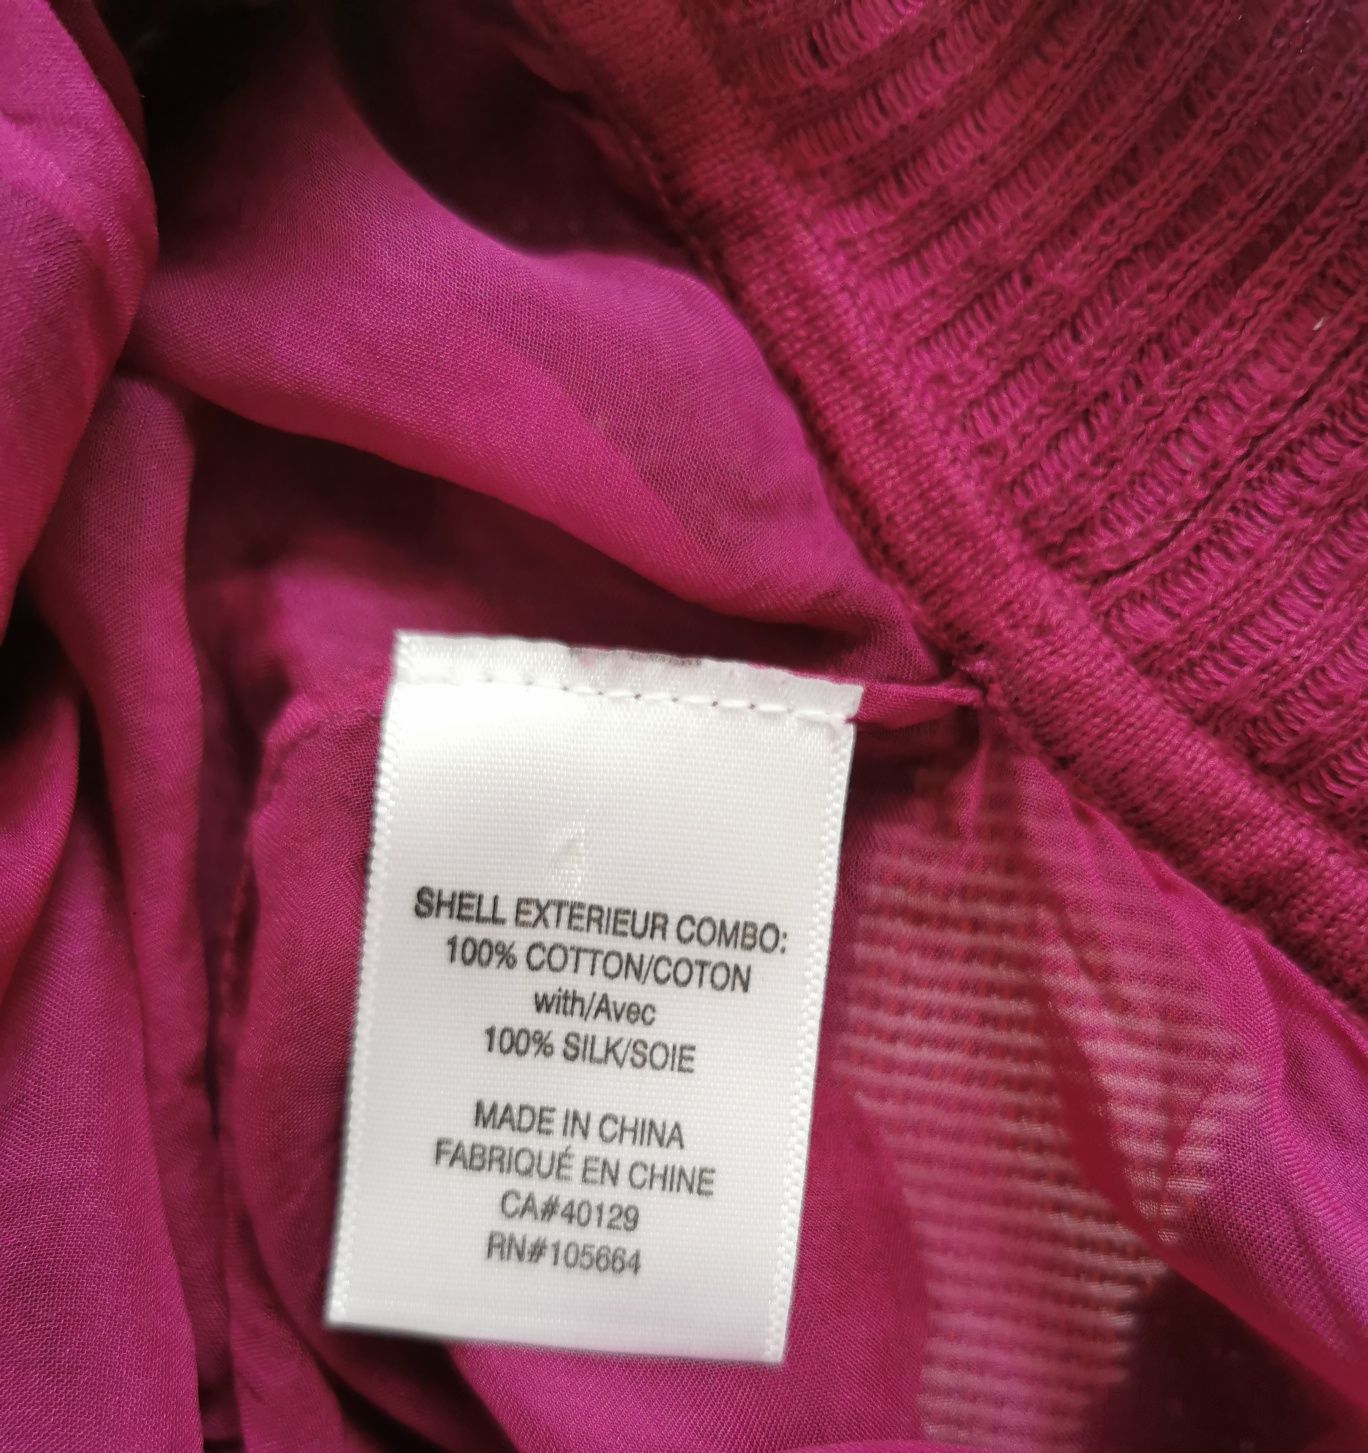 SHELL EXTERIEUR COMBO:
100% COTTON/COTON
with/Avec
100% SILK/SOIE
MADE IN CHINA
FABRIQUÉ EN CHINE
CA#40129
RN#105664